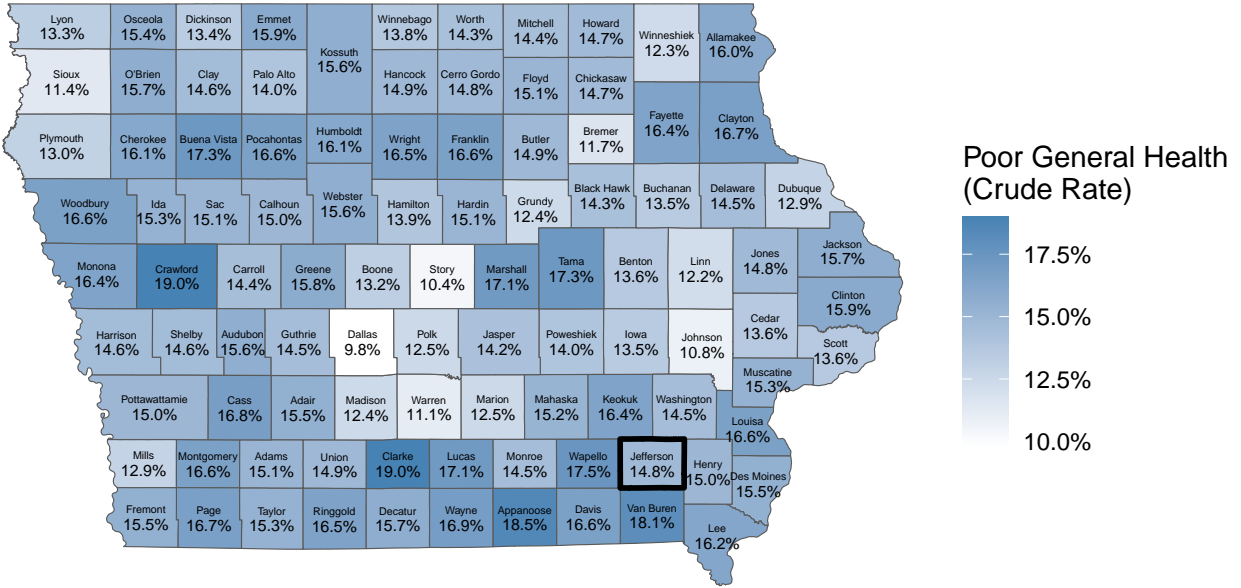 Lyon
13.3%
Osceola
15.4%
Dickinson
13.4%
Emmet
15.9%
Kossuth
15.6%
Winnebago
13.8%
Worth
14.3%
Mitchell
14.4%
Howard
14.7%
Winneshiek
12.3%
Allamakee
16.0%
Sioux
11.4%
O'Brien
15.7%
Clay
14.6%
Palo Alto
14.0%
Hancock
14.9%
Cerro Gordo
14.8%
Floyd
15.1%
Chickasaw
14.7%
Fayette
16.4%
Clayton
16.7%
Plymouth
13.0%
Cherokee
16.1%
Buena Vista
17.3%
Pocahontas
16.6%
Humboldt
16.1%
Wright
16.5%
Franklin
16.6%
Butler
14.9%
Bremer
11.7%
Woodbury
16.6%
Ida
15.3%
Sac
15.1%
Calhoun
15.0%
Webster
15.6%
Hamilton
13.9%
Hardin
15.1%
Grundy
12.4%
Black Hawk
14.3%
Buchanan
13.5%
Delaware
14.5%
Dubuque
12.9%
Monona
16.4%
Crawford
19.0%
Carroll
14.4%
Greene
15.8%
Boone
13.2%
Story
10.4%
Marshall
17.1%
Tama
17.3%
Benton
13.6%
Linn
12.2%
Jones
14.8%
Jackson
15.7%
Clinton
15.9%
Harrison
14.6%
Shelby
14.6%
Audubon
15.6%
Guthrie
14.5%
Dallas
9.8%
Polk
12.5%
Jasper
14.2%
Poweshiek
14.0%
Iowa
13.5%
Johnson
10.8%
Cedar
13.6%
Scott
13.6%
Muscatine
15.3%
Pottawattamie
15.0%
Cass
16.8%
Adair
15.5%
Madison
12.4%
Warren
11.1%
Marion
12.5%
Mahaska
15.2%
Keokuk
16.4%
Washington
14.5%
Louisa
16.6%
Mills
12.9%
Montgomery
16.6%
Adams
15.1%
Union
14.9%
Clarke
19.0%
Lucas
17.1%
Monroe
14.5%
Wapello
17.5%
Jefferson
14.8%
Henry
15.0%
Des Moines
15.5%
Fremont
15.5%
Page
16.7%
Taylor
15.3%
Ringgold
16.5%
Decatur
15.7%
Wayne
16.9%
Appanoose
18.5%
Davis
16.6%
Van Buren
18.1%
Lee
16.2%
Poor General Health
(Crude Rate)
17.5%
15.0%
12.5%
10.0%